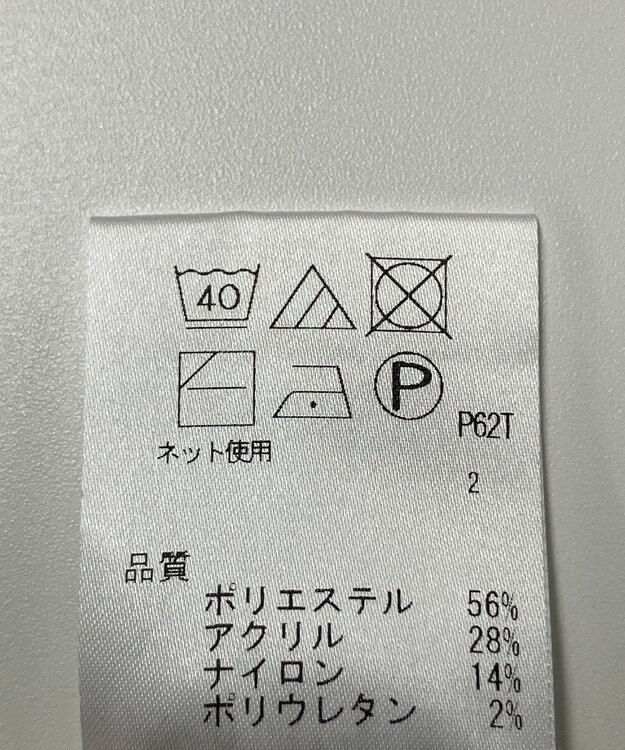 40
P
P62T
ネット使用
2
品質
ポリエステル 56%
アクリル 28%
ナイロン 14%
ポリウレタン 2%